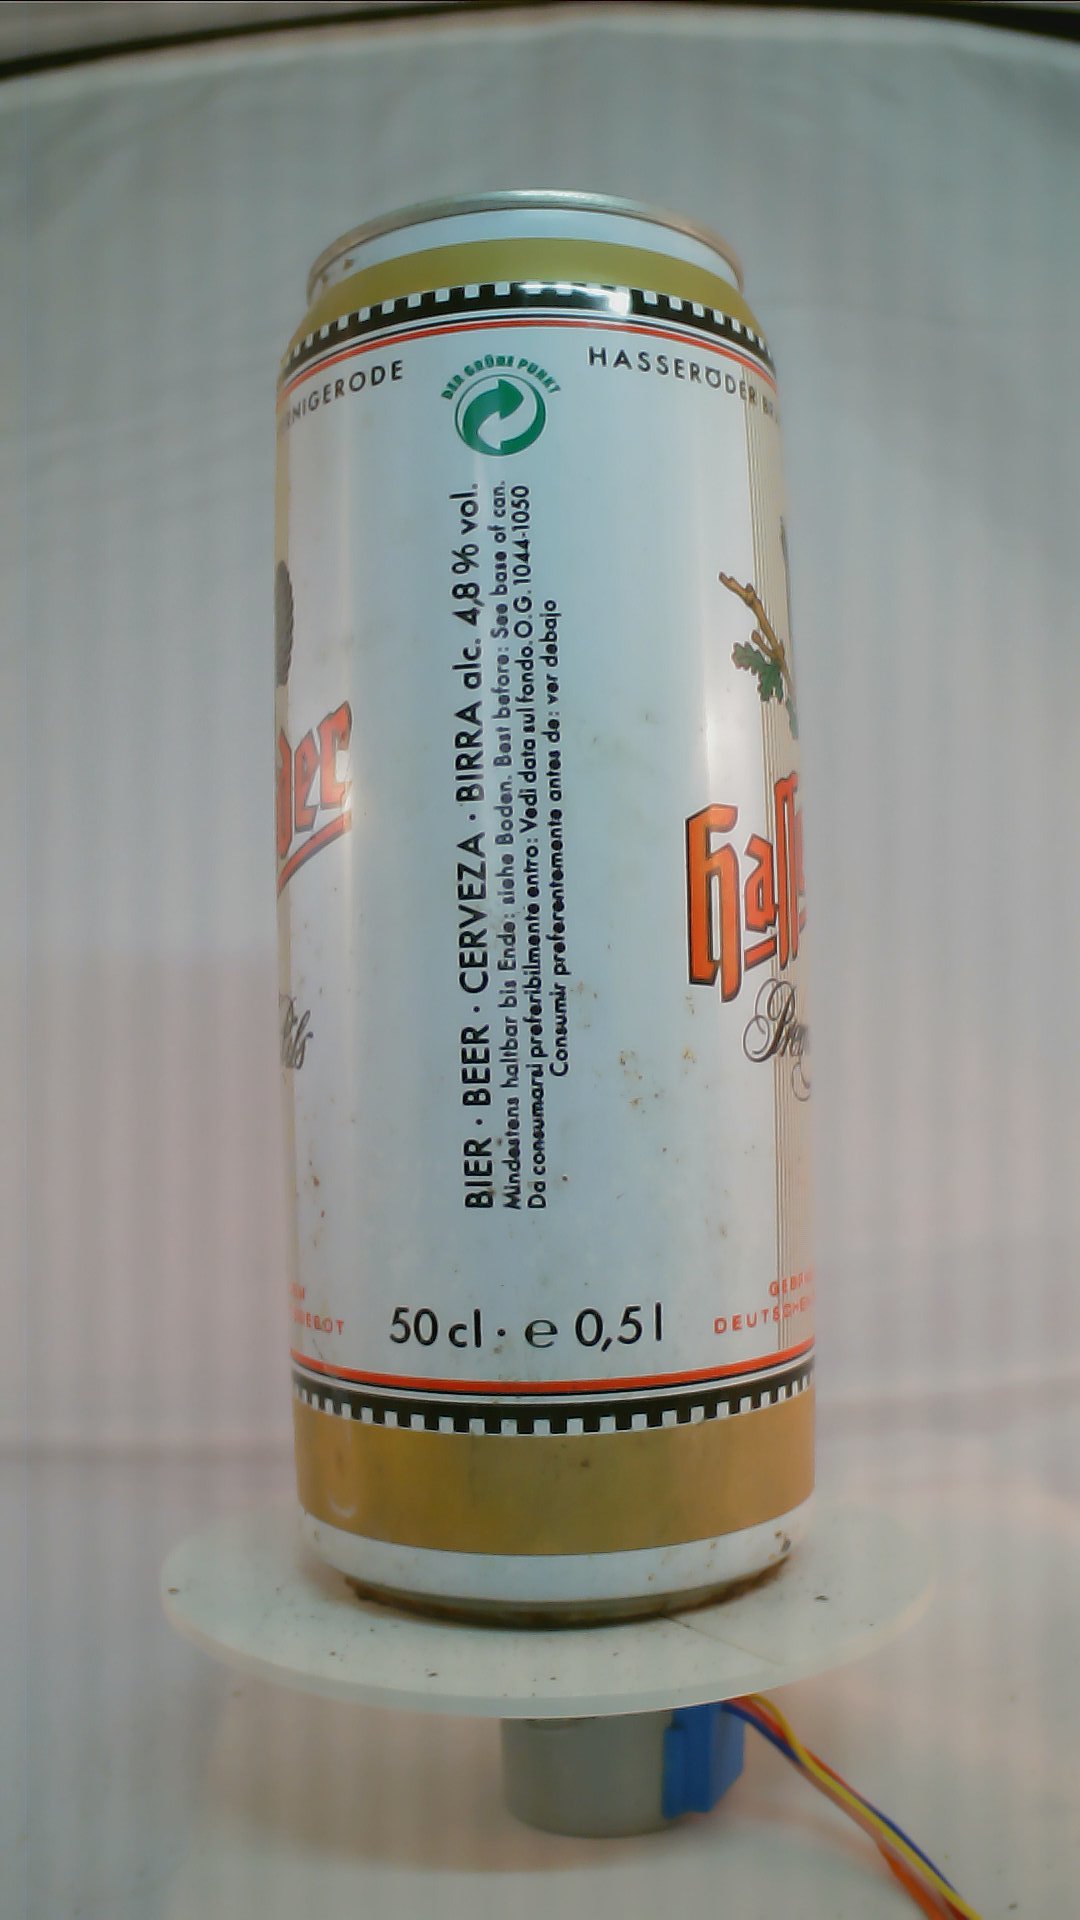 HASSERÖDER
DER GRÜNE PUNKT
BIER · BEER · CERVEZA · BIRRA alc. 4,8 % vol.
Mindestens haltbar bis Ende: siehe Boden. Best before: See base of can.
Da consumarsi preferibilmente entro: Vedi data sul fondo. O.G. 1044-1050
Consumir preferentemente antes de: ver debajo
50 cl · e 0,5 l